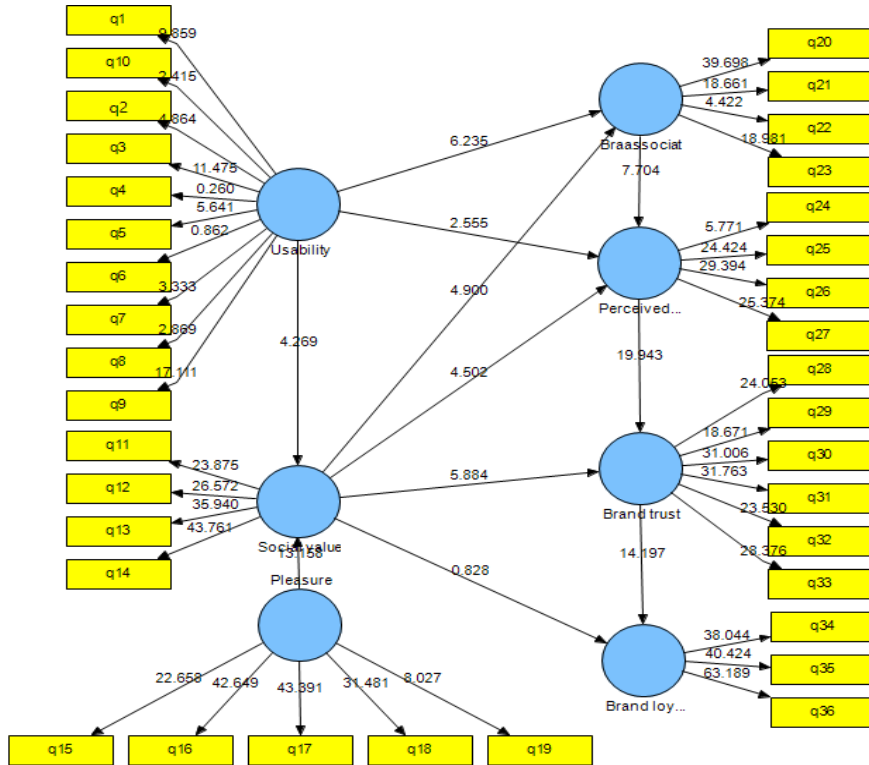 q1
9.859
q10
2.415
q2
4.864
q3
11.475
q4
0.260
q5
5.641
q6
0.862
q7
3.333
q8
2.869
q9
17.111
Usability
q11
23.875
q12
26.572
q13
35.940
q14
43.761
Social value
13.158
Pleasure
22.658
42.649
43.391
31.481
8.027
q15
q16
q17
q18
q19
6.235
2.555
4.269
4.900
4.502
5.884
0.828
Braassociat
7.704
Perceived...
19.943
Brand trust
14.197
Brand loy...
q20
39.698
q21
18.661
q22
4.422
q23
18.981
q24
5.771
q25
24.424
q26
29.394
q27
25.374
q28
24.053
q29
18.671
q30
31.006
q31
31.763
q32
23.530
q33
28.376
q34
38.044
q35
40.424
q36
63.189